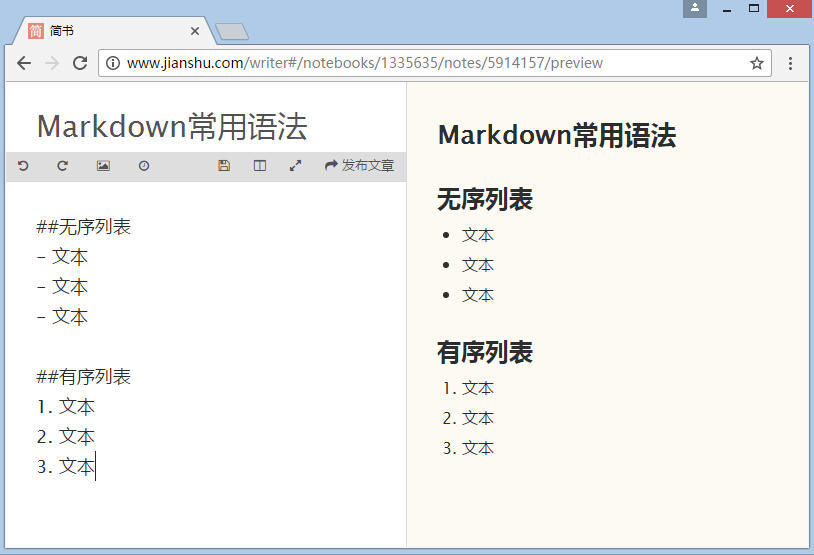 简 简书
www.jianshu.com/writer#/notebooks/1335635/notes/5914157/preview
Markdown常用语法
发布文章
##无序列表
- 文本
- 文本
- 文本
##有序列表
1. 文本
2. 文本
3. 文本
Markdown常用语法
无序列表
• 文本
• 文本
• 文本
有序列表
1. 文本
2. 文本
3. 文本